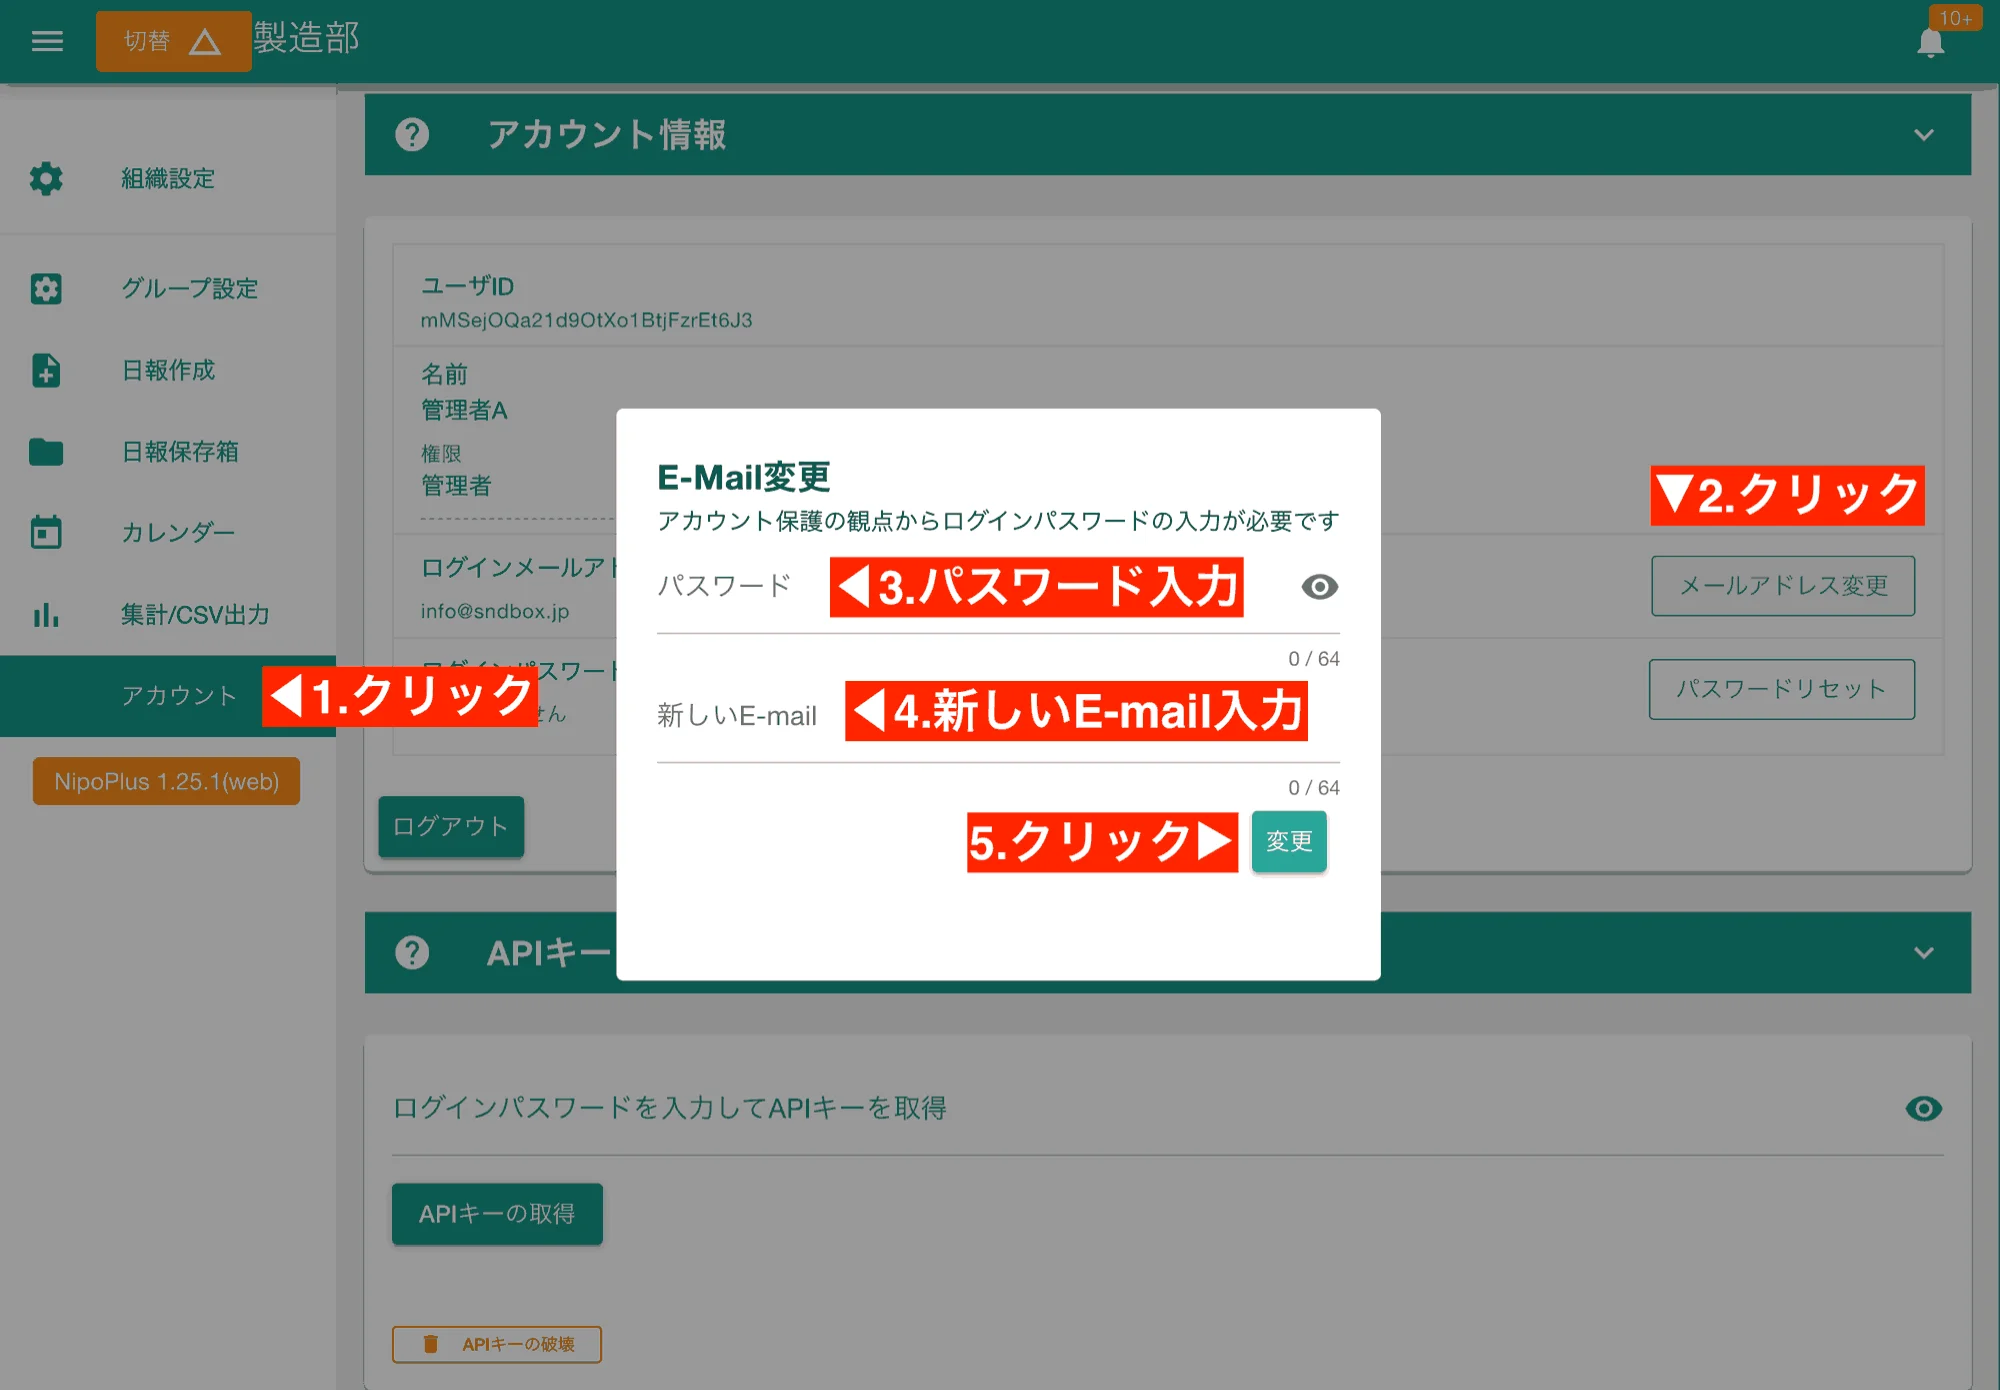 切替 製造部
10+
組織設定
グループ設定
日報作成
日報保存箱
カレンダー
集計/CSV出力
アカウント
◀1.クリック
NipoPlus 1.25.1(web)
アカウント情報
ユーザID
mMSejOQa21d9OtXo1BtjFzrEt6J3
名前
管理者A
権限
管理者
ログインメールアド
info@sndbox.jp
ログインパスワード
せん
▼2.クリック
メールアドレス変更
パスワードリセット
ログアウト
E-Mail変更
アカウント保護の観点からログインパスワードの入力が必要です
パスワード
◀3.パスワード入力
0 / 64
新しいE-mail
◀4.新しいE-mail入力
0 / 64
5.クリック▶
変更
APIキー
ログインパスワードを入力してAPIキーを取得
APIキーの取得
APIキーの破壊